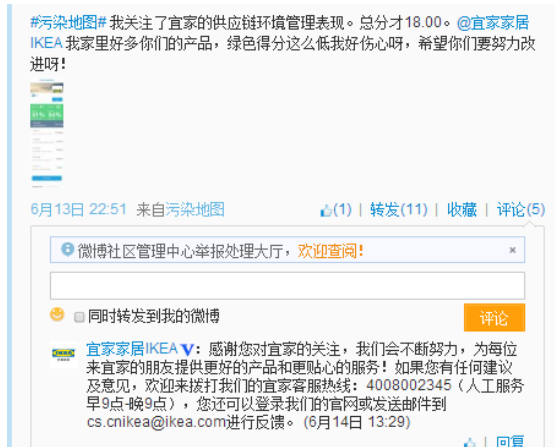 #污染地图# 我关注了宜家的供应链环境管理表现。总分才18.00。@宜家家居
IKEA 我家里好多你们的产品，绿色得分这么低我好伤心呀，希望你们要努力改
进呀!
6月13日 22:51 来自污染地图
(1) | 转发(11) | 收藏 | 评论(5)
微博社区管理中心举报处理大厅，欢迎查阅！
×
同时转发到我的微博
评论
宜家家居IKEA V：感谢您对宜家的关注，我们会不断努力，为每位
来宜家的朋友提供更好的产品和更贴心的服务！如果您有任何建议
及意见，欢迎来拨打我们的宜家客服热线：4008002345（人工服务
早9点-晚9点），您还可以登录我们的官网或发送邮件到
cs.cnikea@ikea.com进行反馈。 (6月14日 13:29)
| 回复